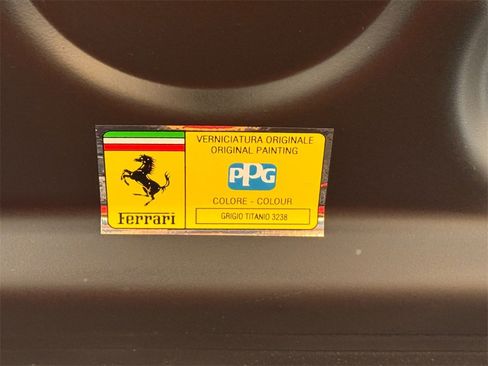 VERNICIATURA ORIGINALE
ORIGINAL PAINTING
PPG
COLORE - COLOUR
GRIGIO TITANIO 3238
Ferrari